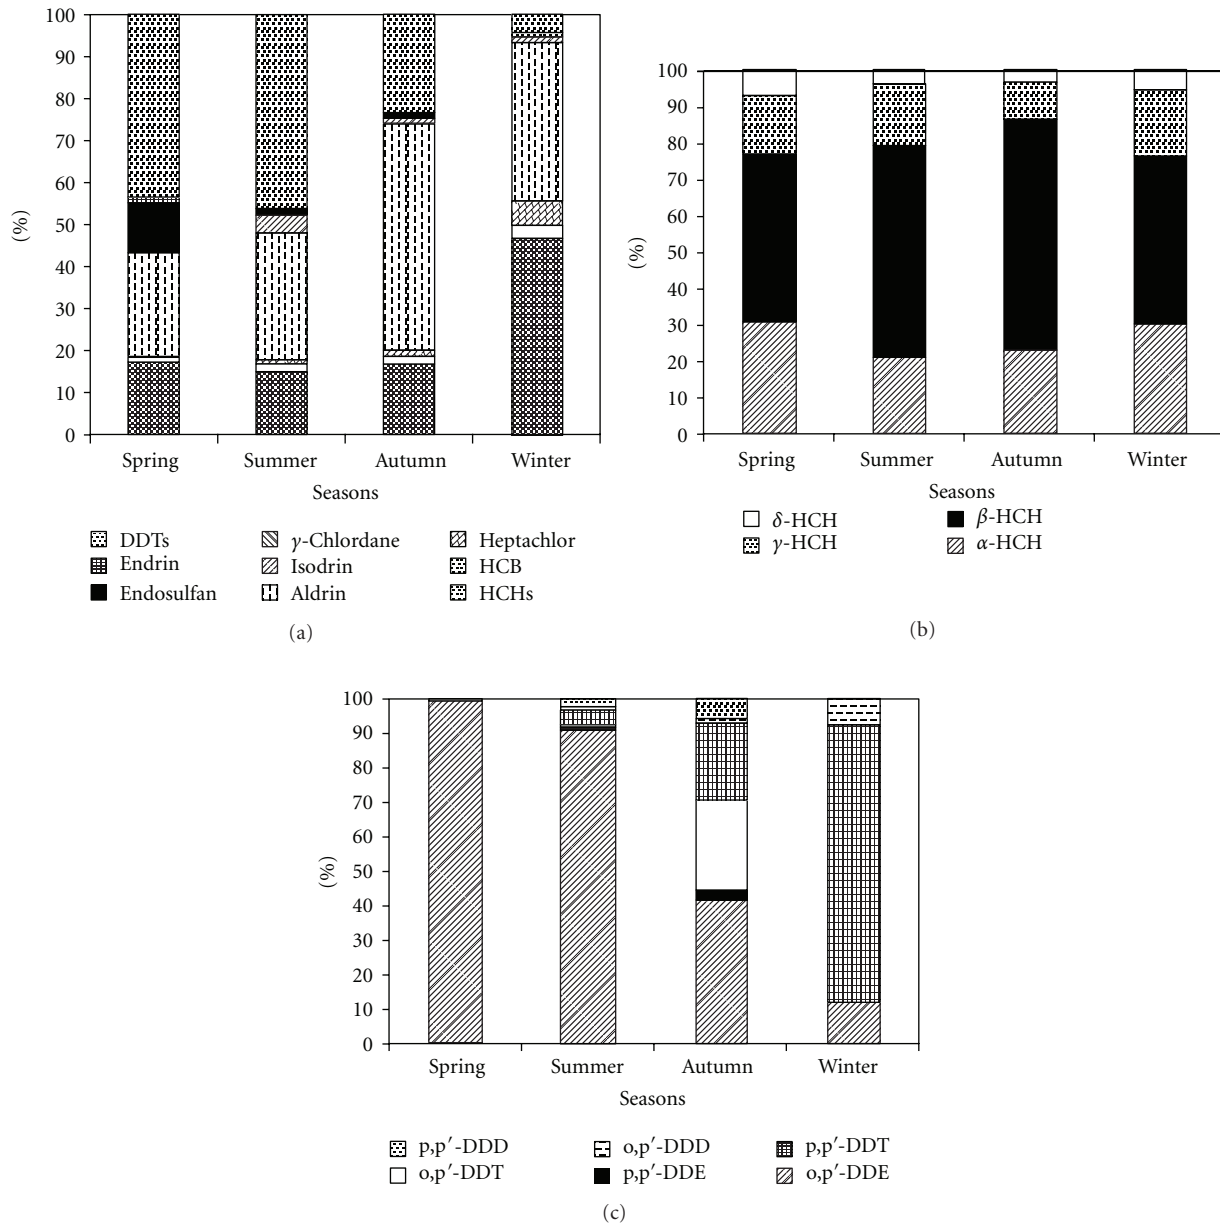 100
90
80
70
60
50
40
30
20
10
0
(%)
Spring Summer Autumn Winter
Seasons
DDTs γ-Chlordane Heptachlor
Endrin Isodrin HCB
Endosulfan Aldrin HCHs
(a)
100
90
80
70
60
50
40
30
20
10
0
(%)
Spring Summer Autumn Winter
Seasons
δ-HCH β-HCH
γ-HCH α-HCH
(b)
100
90
80
70
60
50
40
30
20
10
0
(%)
Spring Summer Autumn Winter
Seasons
p,p′-DDD o,p′-DDD p,p′-DDT
o,p′-DDT p,p′-DDE o,p′-DDE
(c)